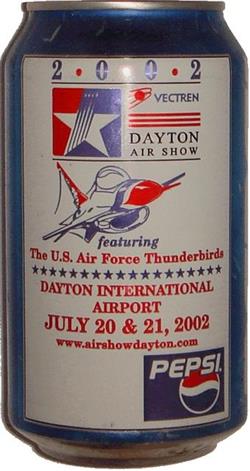 2·0·0·2
VECTREN
DAYTON
AIR SHOW
featuring
The U.S. Air Force Thunderbirds
DAYTON INTERNATIONAL
AIRPORT
JULY 20 & 21, 2002
www.airshowdayton.com
PEPSI